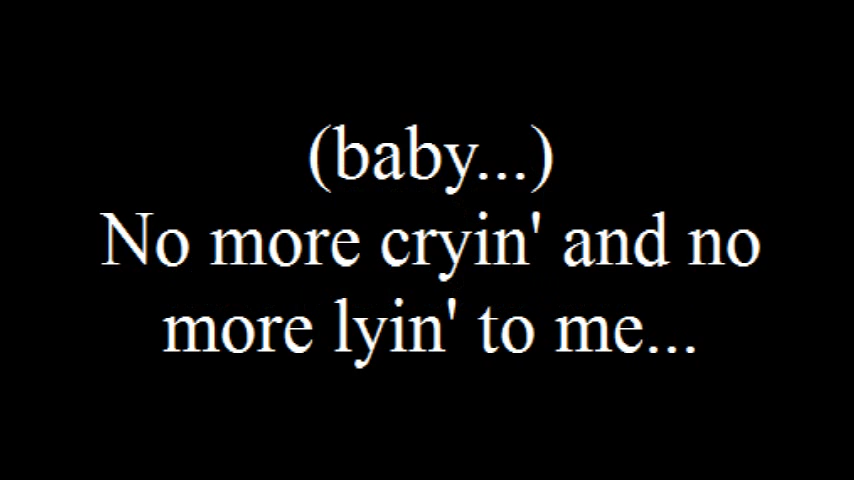 (baby...)
No more cryin' and no
more lyin' to me...